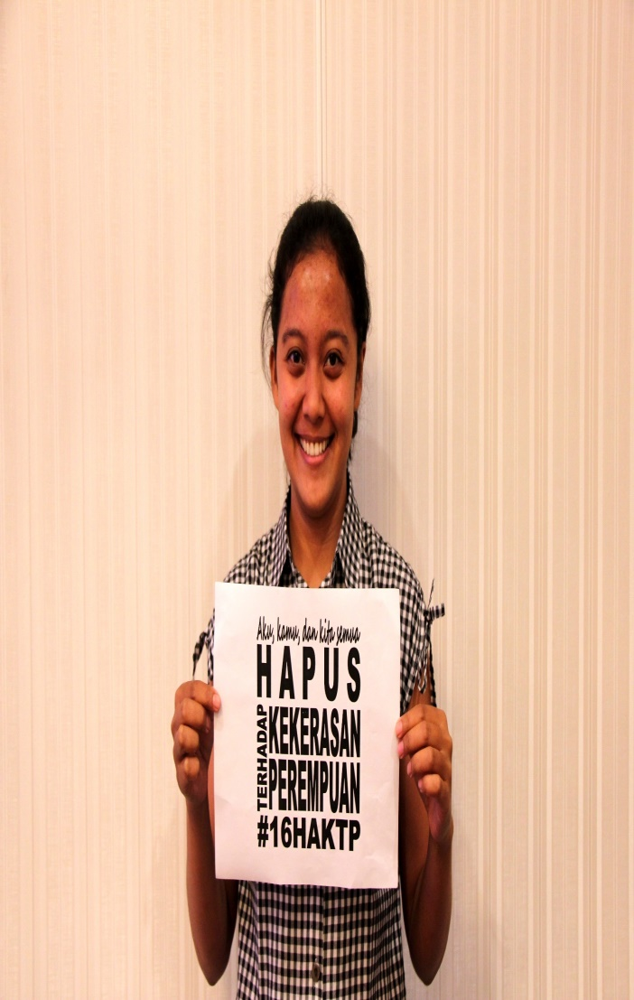 Aku, kamu, dan kita semua
HAPUS
KEKERASAN
TERHADAP
PEREMPUAN
#16HAKTP